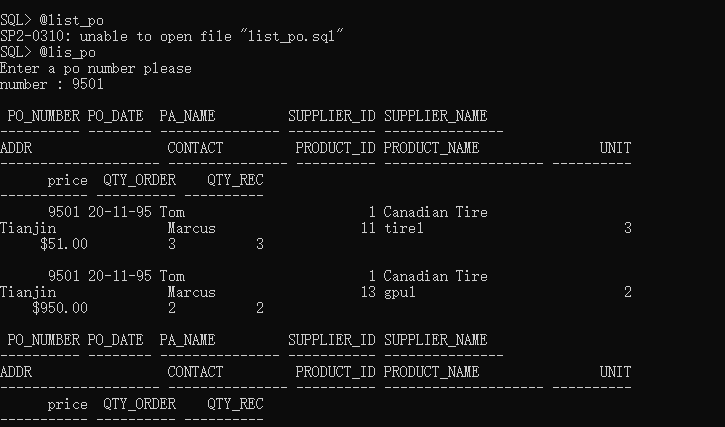 SQL> @list_po
SP2-0310: unable to open file "list_po.sql"
SQL> @lis_po
Enter a po number please
number : 9501
 PO_NUMBER PO_DATE  PA_NAME         SUPPLIER_ID SUPPLIER_NAME
---------- -------- --------------- ----------- ---------------
ADDR                 CONTACT         PRODUCT_ID PRODUCT_NAME               UNIT
-------------------- --------------- ---------- -------------------- ----------
      price  QTY_ORDER    QTY_REC
----------- ---------- ----------
      9501 20-11-95 Tom                       1 Canadian Tire
Tianjin              Marcus                  11 tire1                         3
     $51.00          3          3
      9501 20-11-95 Tom                       1 Canadian Tire
Tianjin              Marcus                  13 gpu1                          2
    $950.00          2          2
 PO_NUMBER PO_DATE  PA_NAME         SUPPLIER_ID SUPPLIER_NAME
---------- -------- --------------- ----------- ---------------
ADDR                 CONTACT         PRODUCT_ID PRODUCT_NAME               UNIT
-------------------- --------------- ---------- -------------------- ----------
      price  QTY_ORDER    QTY_REC
----------- ---------- ----------